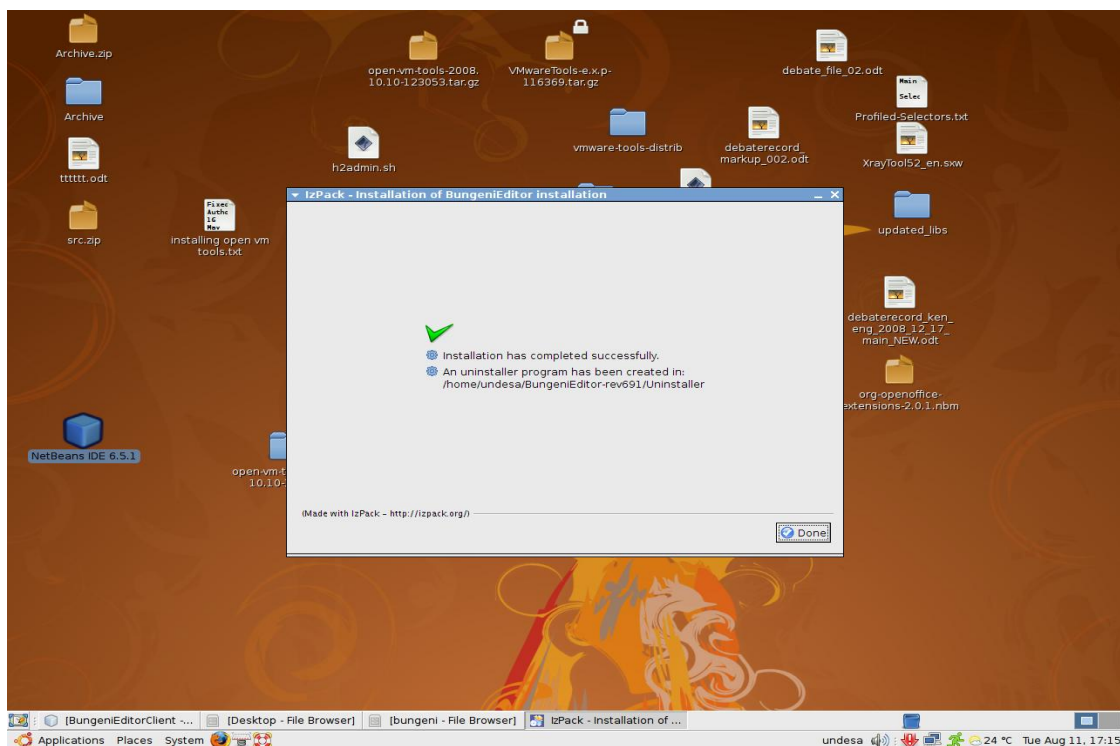 Archive.zip
Archive
tttttt.odt
src.zip
installing open vm
tools.txt
Fixed
Autho
16
Mav
open-vm-tools-2008.
10.10-123053.tar.gz
VMwareTools-e.x.p-
116369.tar.gz
h2admin.sh
vmware-tools-distrib
debate_file_02.odt
debaterecord_
markup_002.odt
Main
Selec
Profiled-Selectors.txt
XrayTool52_en.sxw
updated_libs
debaterecord_ken_
eng_2008_12_17_
main_NEW.odt
org-openoffice-
extensions-2.0.1.nbm
NetBeans IDE 6.5.1
open-vm-t
10.10-
IzPack - Installation of BungeniEditor installation
Installation has completed successfully.
An uninstaller program has been created in:
/home/undesa/BungeniEditor-rev691/Uninstaller
(Made with IzPack - http://izpack.org/)
Done
[BungeniEditorClient -... [Desktop - File Browser] [bungeni - File Browser] IzPack - Installation of ...
Applications Places System undesa 24 °C Tue Aug 11, 17:15